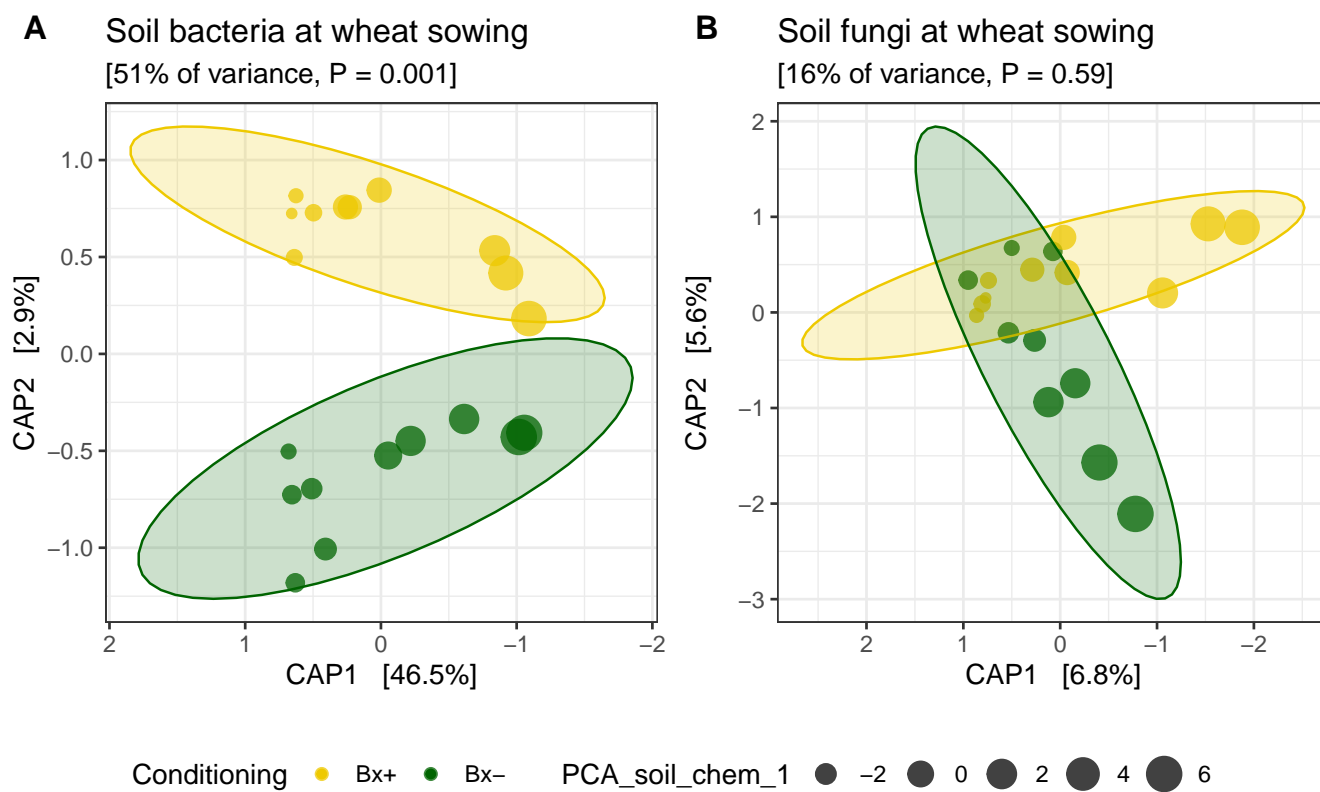 A Soil bacteria at wheat sowing
[51% of variance, P = 0.001]
1.0
0.5
0.0
−0.5
−1.0
CAP2 [2.9%]
2 1 0 −1 −2
CAP1 [46.5%]
B Soil fungi at wheat sowing
[16% of variance, P = 0.59]
2
1
0
−1
−2
−3
CAP2 [5.6%]
2 1 0 −1 −2
CAP1 [6.8%]
Conditioning Bx+ Bx− PCA_soil_chem_1 −2 0 2 4 6